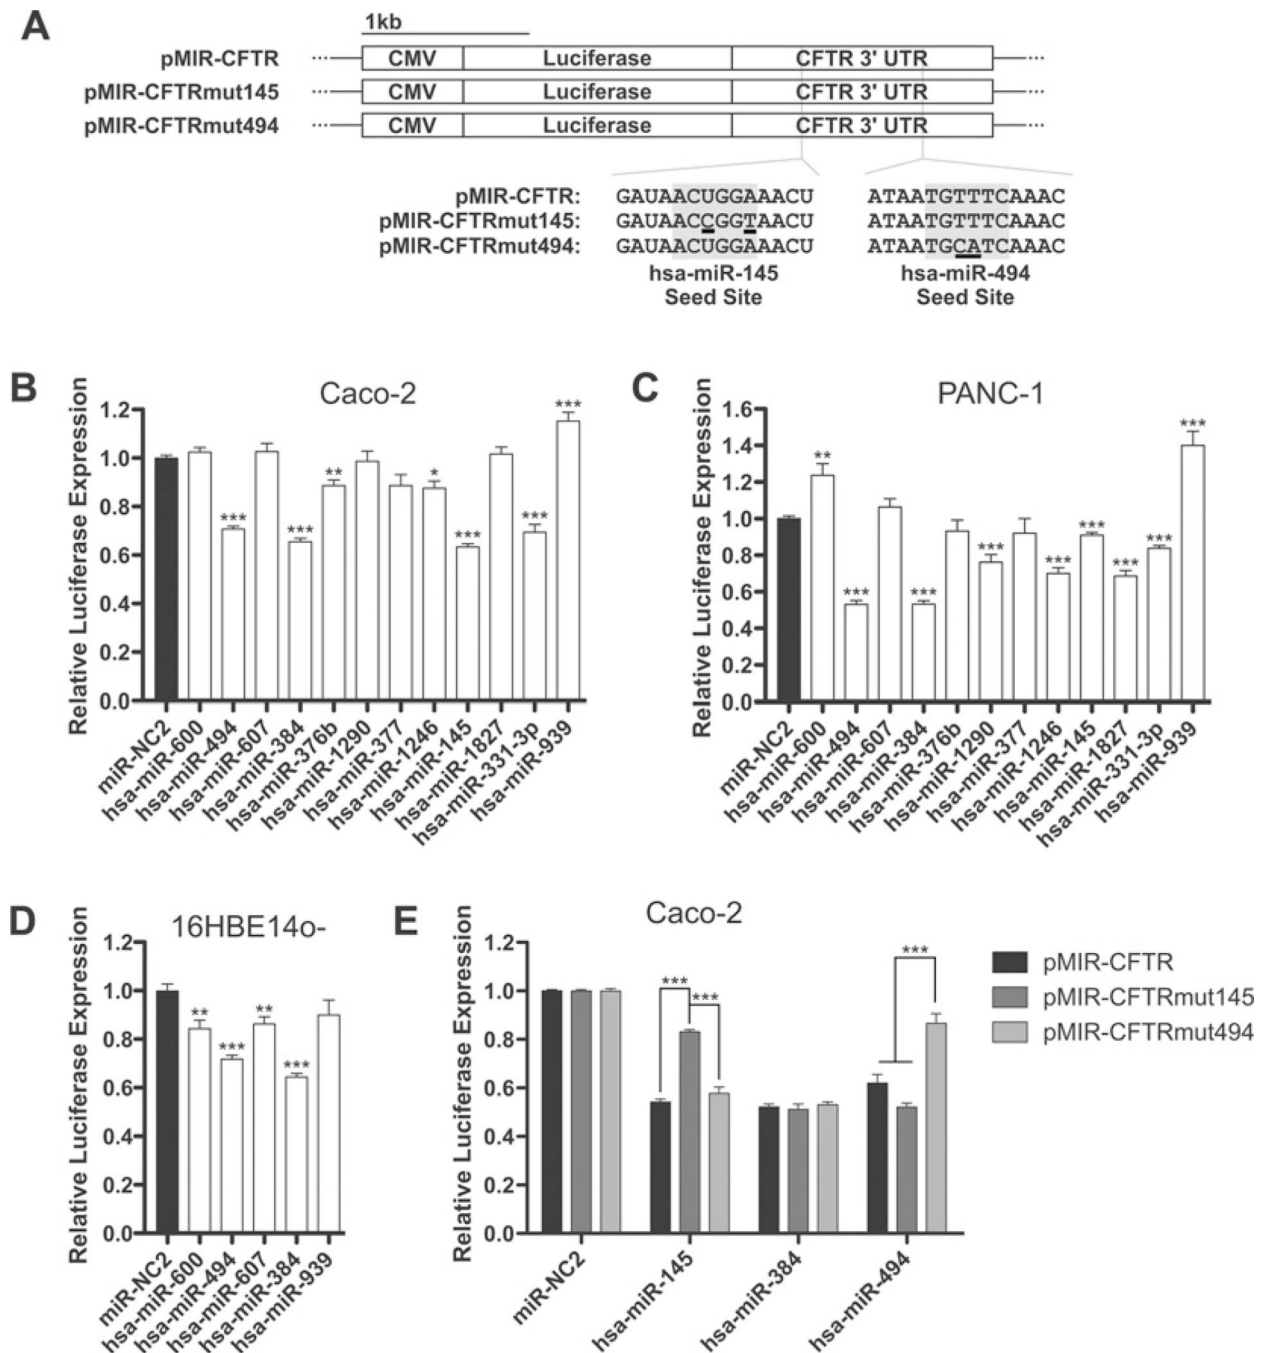 A
1kb
pMIR-CFTR ... CMV Luciferase CFTR 3' UTR ...
pMIR-CFTRmut145 ... CMV Luciferase CFTR 3' UTR ...
pMIR-CFTRmut494 ... CMV Luciferase CFTR 3' UTR ...
pMIR-CFTR: GAUAACUGGAAACU ATAATGTTTCAAAC
pMIR-CFTRmut145: GAUAACCGGTAACU ATAATGTTTCAAAC
pMIR-CFTRmut494: GAUAACUGGAAACU ATAATGCATCAAAC
hsa-miR-145 hsa-miR-494
Seed Site Seed Site
B
Caco-2
Relative Luciferase Expression
1.2
1.0
0.8
0.6
0.4
0.2
0.0
*** *** ** * *** *** ***
miR-NC2
hsa-miR-600
hsa-miR-494
hsa-miR-607
hsa-miR-384
hsa-miR-376b
hsa-miR-1290
hsa-miR-377
hsa-miR-1246
hsa-miR-145
hsa-miR-1827
hsa-miR-331-3p
hsa-miR-939
C
PANC-1
Relative Luciferase Expression
1.6
1.4
1.2
1.0
0.8
0.6
0.4
0.2
0.0
** *** *** *** *** *** *** *** ***
miR-NC2
hsa-miR-600
hsa-miR-494
hsa-miR-607
hsa-miR-384
hsa-miR-376b
hsa-miR-1290
hsa-miR-377
hsa-miR-1246
hsa-miR-145
hsa-miR-1827
hsa-miR-331-3p
hsa-miR-939
D
16HBE14o-
Relative Luciferase Expression
1.2
1.0
0.8
0.6
0.4
0.2
0.0
** *** ** ***
miR-NC2
hsa-miR-600
hsa-miR-494
hsa-miR-607
hsa-miR-384
hsa-miR-939
E
Caco-2
Relative Luciferase Expression
1.2
1.0
0.8
0.6
0.4
0.2
0.0
*** *** ***
miR-NC2
hsa-miR-145
hsa-miR-384
hsa-miR-494
pMIR-CFTR
pMIR-CFTRmut145
pMIR-CFTRmut494